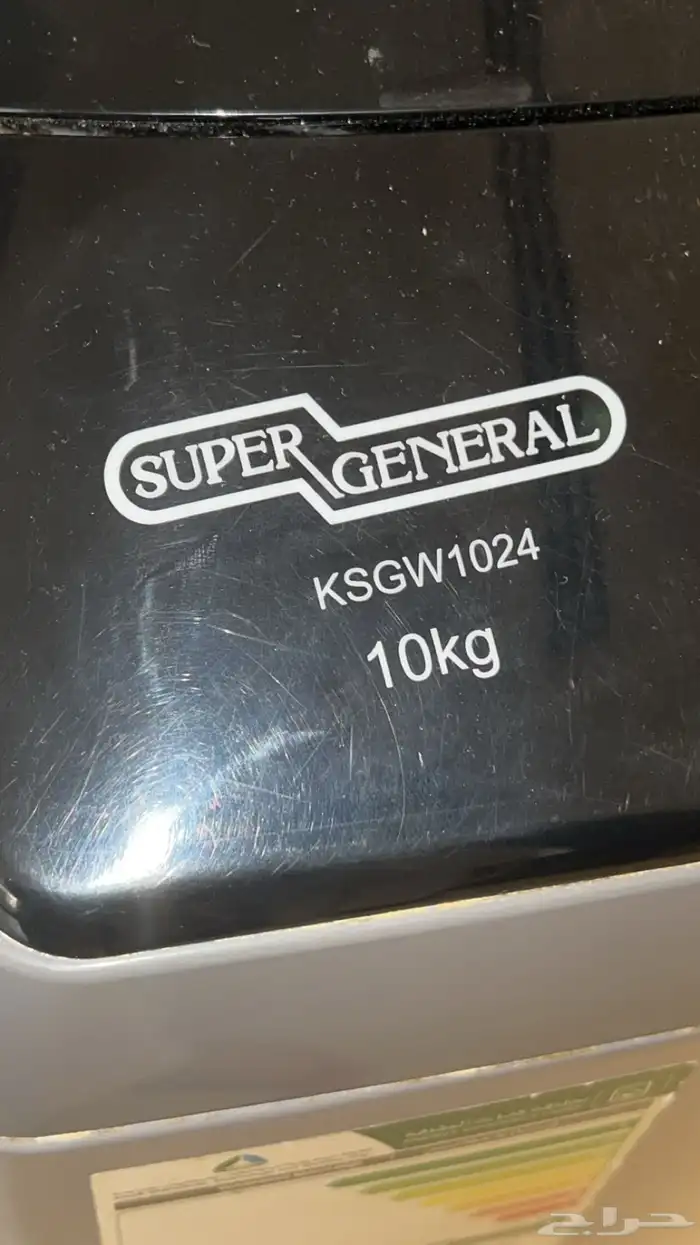 SUPER GENERAL
KSGW1024
10kg
حراج